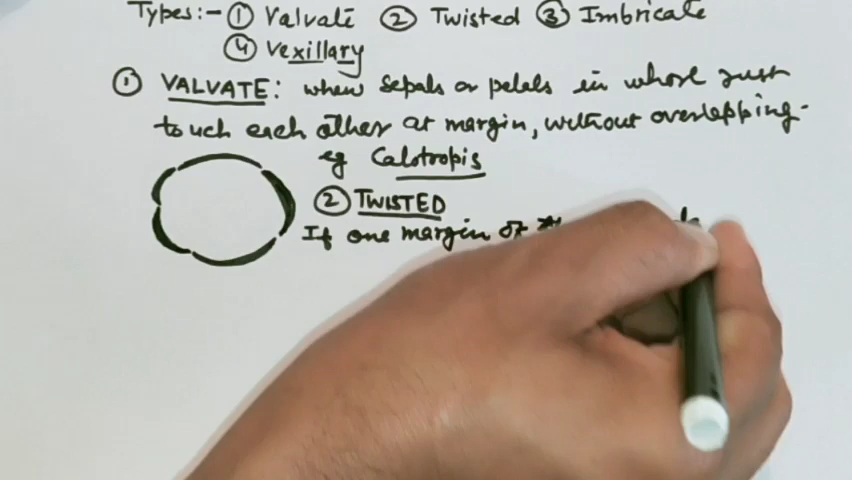 Types:- ① Valvate ② Twisted ③ Imbricate
④ Vexillary
① VALVATE: when sepals or petals in whorl just
touch each other at margin, without overlapping.
eg Calotropis
② TWISTED
If one margin of